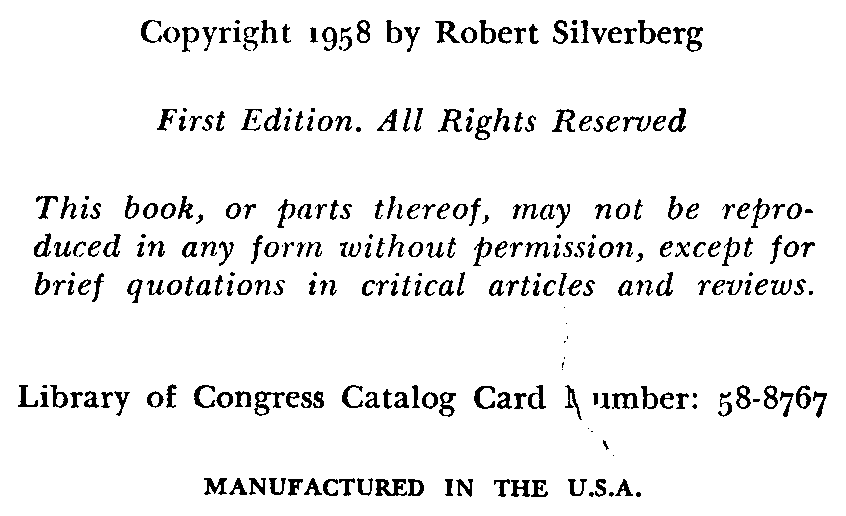 Copyright 1958 by Robert Silverberg
First Edition. All Rights Reserved
This book, or parts thereof, may not be repro-
duced in any form without permission, except for
brief quotations in critical articles and reviews.
Library of Congress Catalog Card Number: 58-8767
MANUFACTURED IN THE U.S.A.